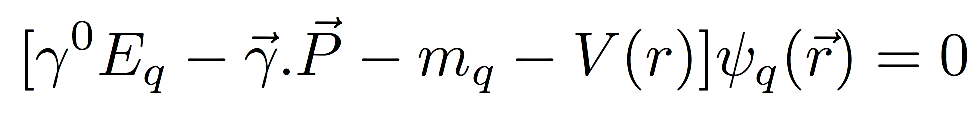 [γ⁰E_q − γ⃗.P⃗ − m_q − V(r)]ψ_q(r⃗) = 0